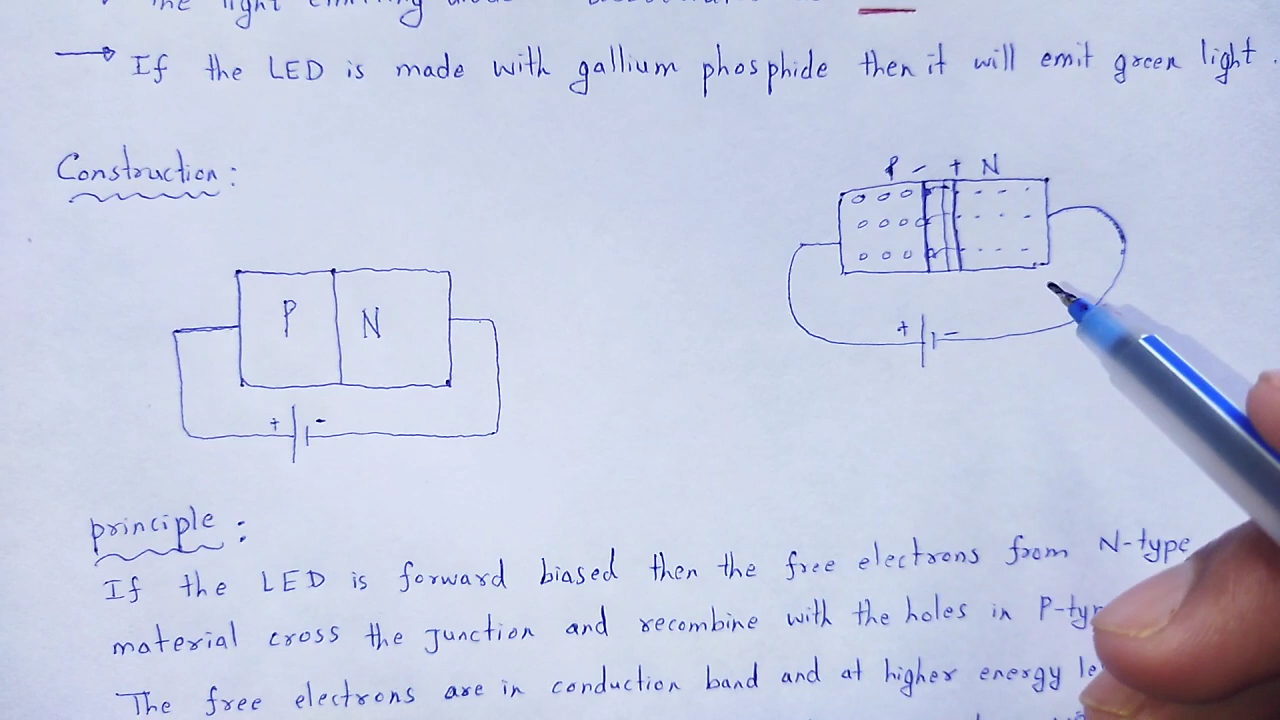 The light
→ If the LED is made with gallium phosphide then it will emit green light.
Construction:
P - + N
+ -
P N
+ -
principle:
If the LED is forward biased then the free electrons from N-type
material cross the junction and recombine with the holes in P-
The free electrons are in conduction band and at higher energy